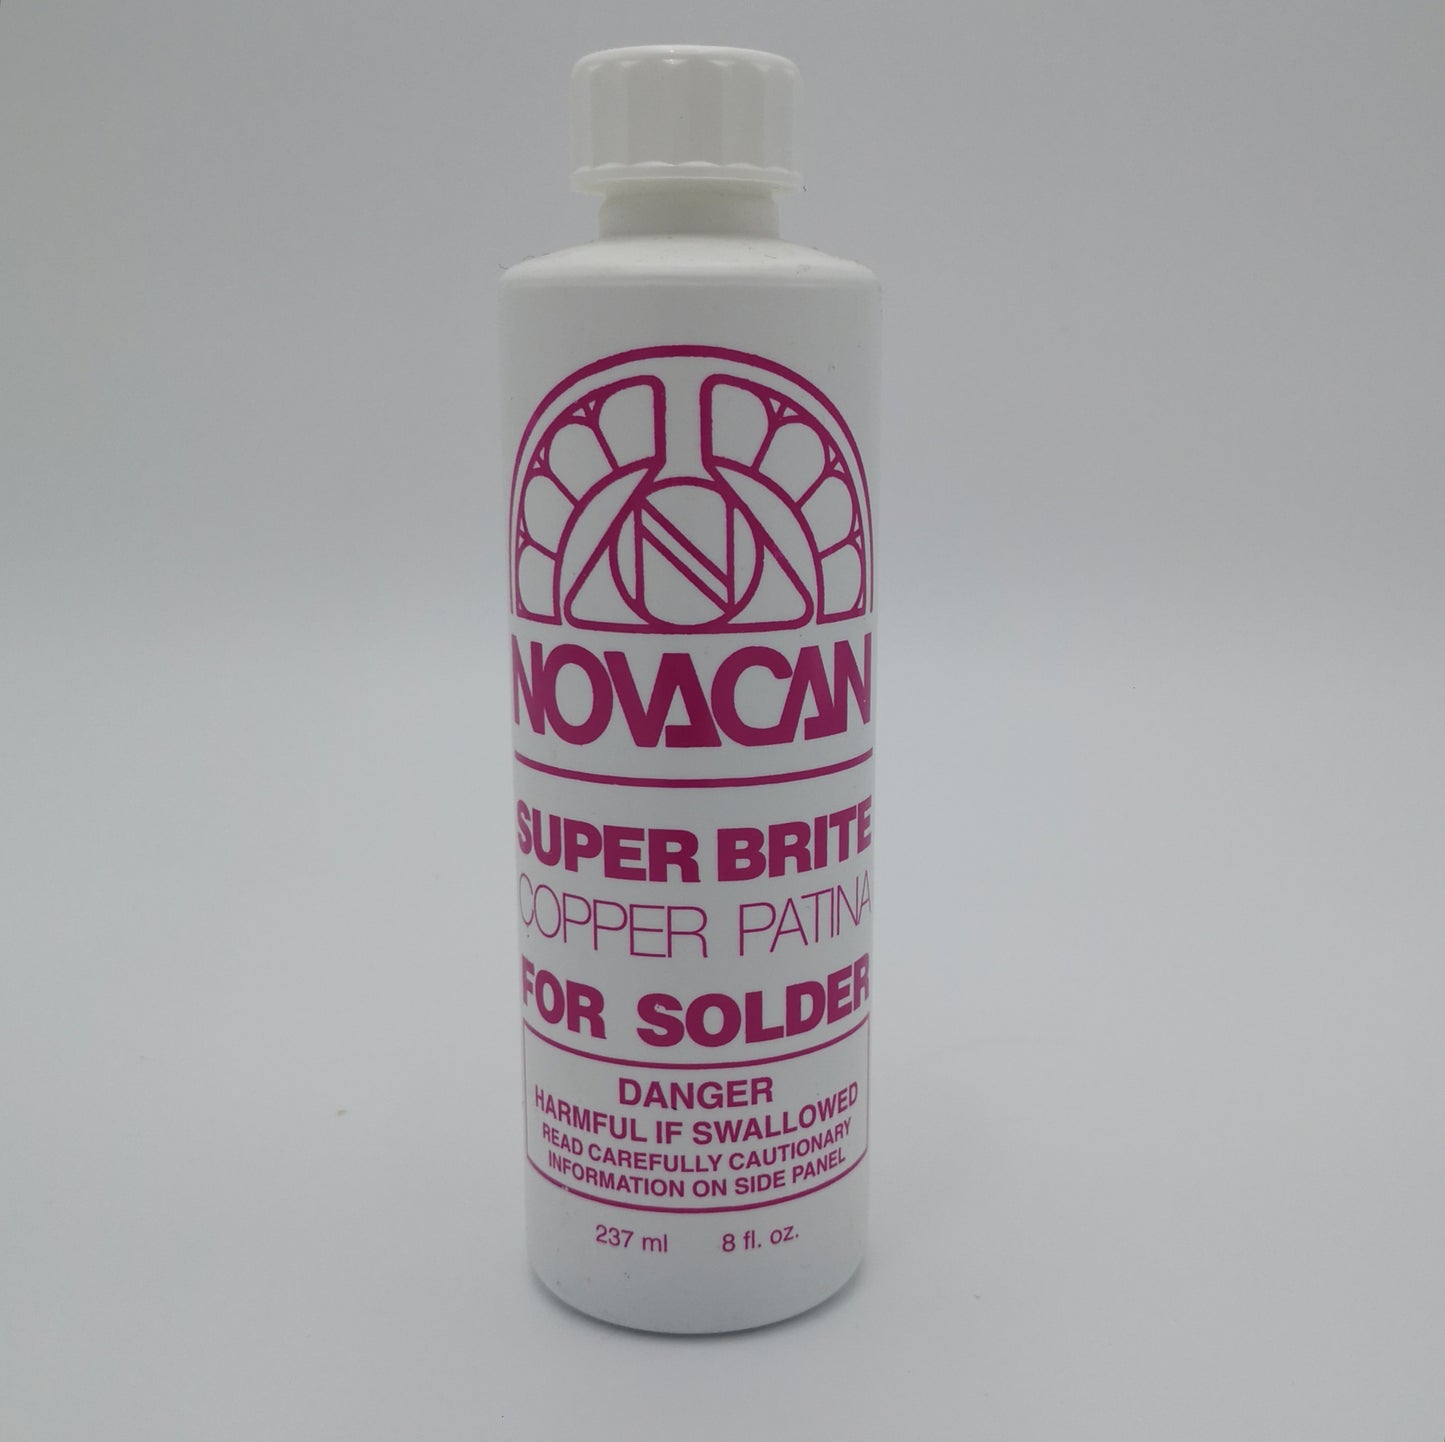 N
NOVACAN
SUPER BRITE
COPPER PATINA
FOR SOLDER
DANGER
HARMFUL IF SWALLOWED
READ CAREFULLY CAUTIONARY
INFORMATION ON SIDE PANEL
237 ml 8 fl. oz.